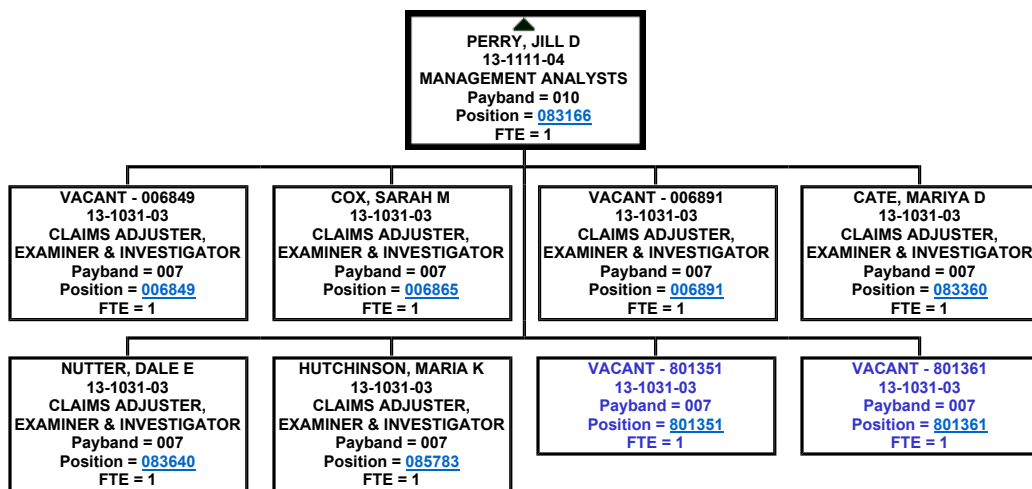 PERRY, JILL D
13-1111-04
MANAGEMENT ANALYSTS
Payband = 010
Position = 083166
FTE = 1
VACANT - 006849
13-1031-03
CLAIMS ADJUSTER,
EXAMINER & INVESTIGATOR
Payband = 007
Position = 006849
FTE = 1
COX, SARAH M
13-1031-03
CLAIMS ADJUSTER,
EXAMINER & INVESTIGATOR
Payband = 007
Position = 006865
FTE = 1
VACANT - 006891
13-1031-03
CLAIMS ADJUSTER,
EXAMINER & INVESTIGATOR
Payband = 007
Position = 006891
FTE = 1
CATE, MARIYA D
13-1031-03
CLAIMS ADJUSTER,
EXAMINER & INVESTIGATOR
Payband = 007
Position = 083360
FTE = 1
NUTTER, DALE E
13-1031-03
CLAIMS ADJUSTER,
EXAMINER & INVESTIGATOR
Payband = 007
Position = 083640
FTE = 1
HUTCHINSON, MARIA K
13-1031-03
CLAIMS ADJUSTER,
EXAMINER & INVESTIGATOR
Payband = 007
Position = 085783
FTE = 1
VACANT - 801351
13-1031-03
Payband = 007
Position = 801351
FTE = 1
VACANT - 801361
13-1031-03
Payband = 007
Position = 801361
FTE = 1